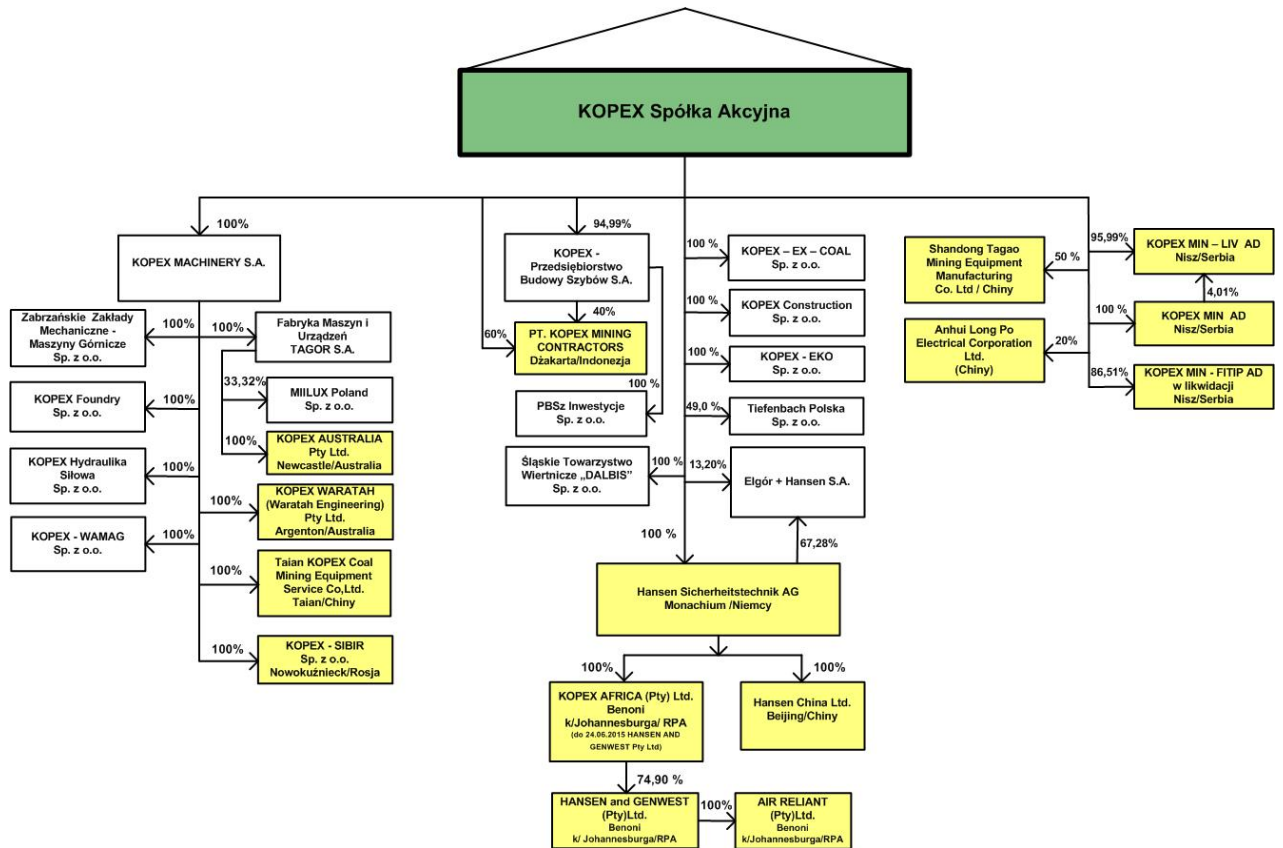 KOPEX Spółka Akcyjna
100%
KOPEX MACHINERY S.A.
Zabrzańskie Zakłady
Mechaniczne -
Maszyny Górnicze
Sp. z o.o.
100%
100%
Fabryka Maszyn i
Urządzeń
TAGOR S.A.
33,32%
MIILUX Poland
Sp. z o.o.
KOPEX Foundry
Sp. z o.o.
100%
100%
KOPEX AUSTRALIA
Pty Ltd.
Newcastle/Australia
KOPEX Hydraulika
Siłowa
Sp. z o.o.
100%
100%
KOPEX WARATAH
(Waratah Engineering)
Pty Ltd.
Argenton/Australia
KOPEX - WAMAG
Sp. z o.o.
100%
100%
Taian KOPEX Coal
Mining Equipment
Service Co,Ltd.
Taian/Chiny
100%
KOPEX - SIBIR
Sp. z o.o.
Nowokuźnieck/Rosja
94,99%
KOPEX -
Przedsiębiorstwo
Budowy Szybów S.A.
60%
40%
PT. KOPEX MINING
CONTRACTORS
Dżakarta/Indonezja
100 %
PBSz Inwestycje
Sp. z o.o.
Śląskie Towarzystwo
Wiertnicze „DALBIS”
Sp. z o.o.
100 %
100 %
KOPEX – EX – COAL
Sp. z o.o.
100 %
KOPEX Construction
Sp. z o.o.
100 %
KOPEX - EKO
Sp. z o.o.
49,0 %
Tiefenbach Polska
Sp. z o.o.
13,20%
Elgór + Hansen S.A.
67,28%
100 %
Hansen Sicherheitstechnik AG
Monachium /Niemcy
100%
KOPEX AFRICA (Pty) Ltd.
Benoni
k/Johannesburga/ RPA
(do 24.06.2015 HANSEN AND
GENWEST Pty Ltd)
100%
Hansen China Ltd.
Beijing/Chiny
74,90 %
HANSEN and GENWEST
(Pty)Ltd.
Benoni
k/ Johannesburga/RPA
100%
AIR RELIANT
(Pty)Ltd.
Benoni
k/Johannesburga/RPA
Shandong Tagao
Mining Equipment
Manufacturing
Co. Ltd / Chiny
50 %
Anhui Long Po
Electrical Corporation
Ltd.
(Chiny)
20%
95,99%
KOPEX MIN – LIV AD
Nisz/Serbia
4,01%
100 %
KOPEX MIN AD
Nisz/Serbia
86,51%
KOPEX MIN - FITIP AD
w likwidacji
Nisz/Serbia